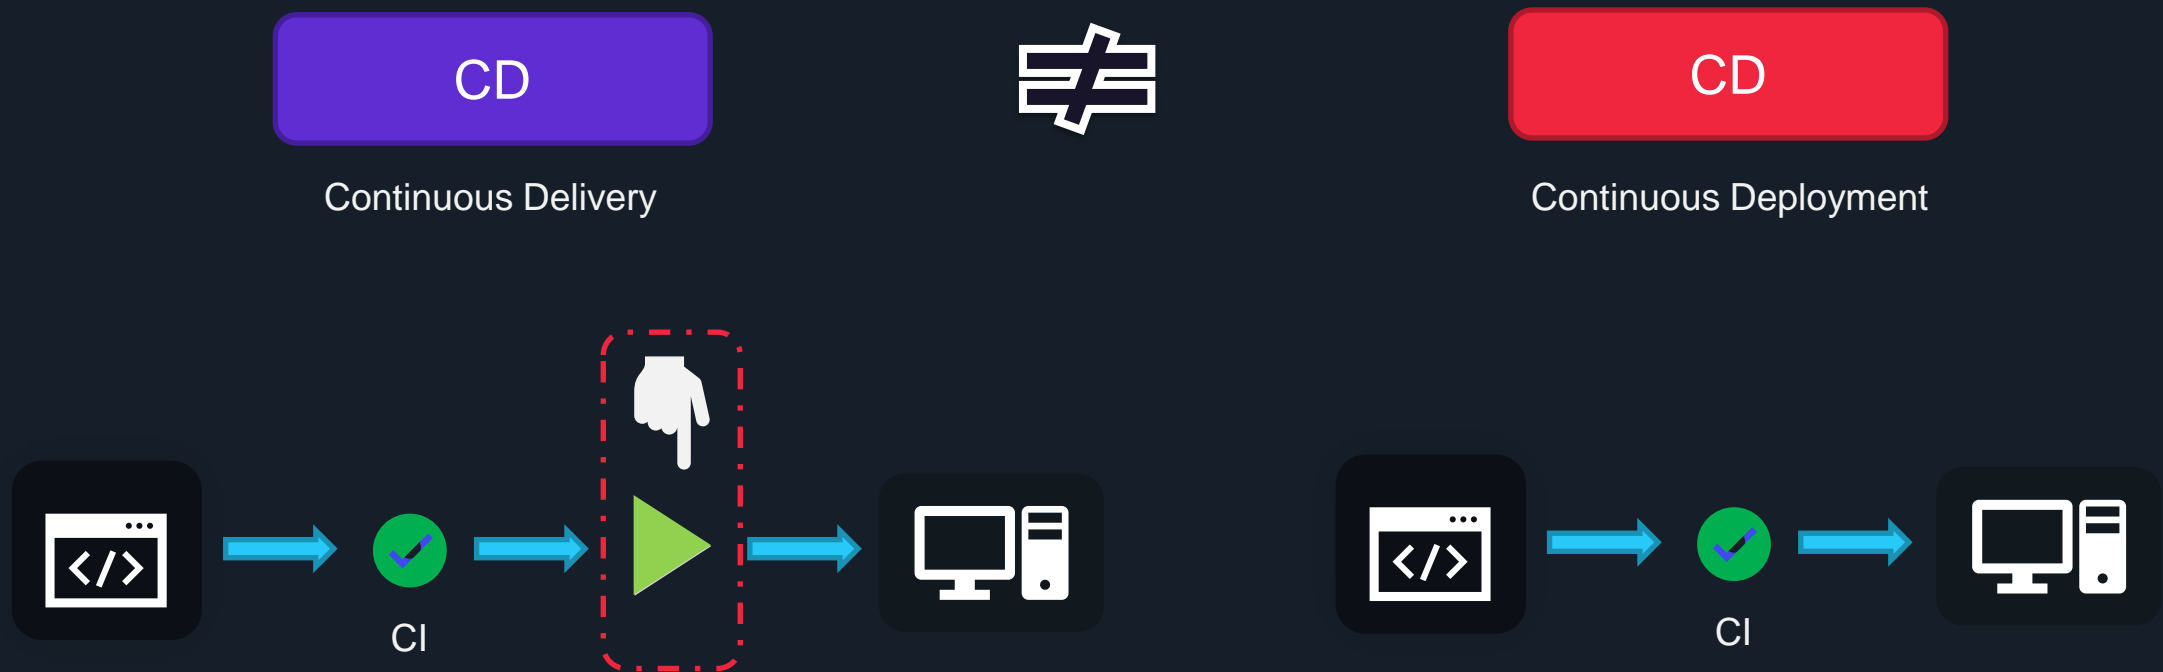 CD
CD
Continuous Delivery
Continuous Deployment
CI
CI